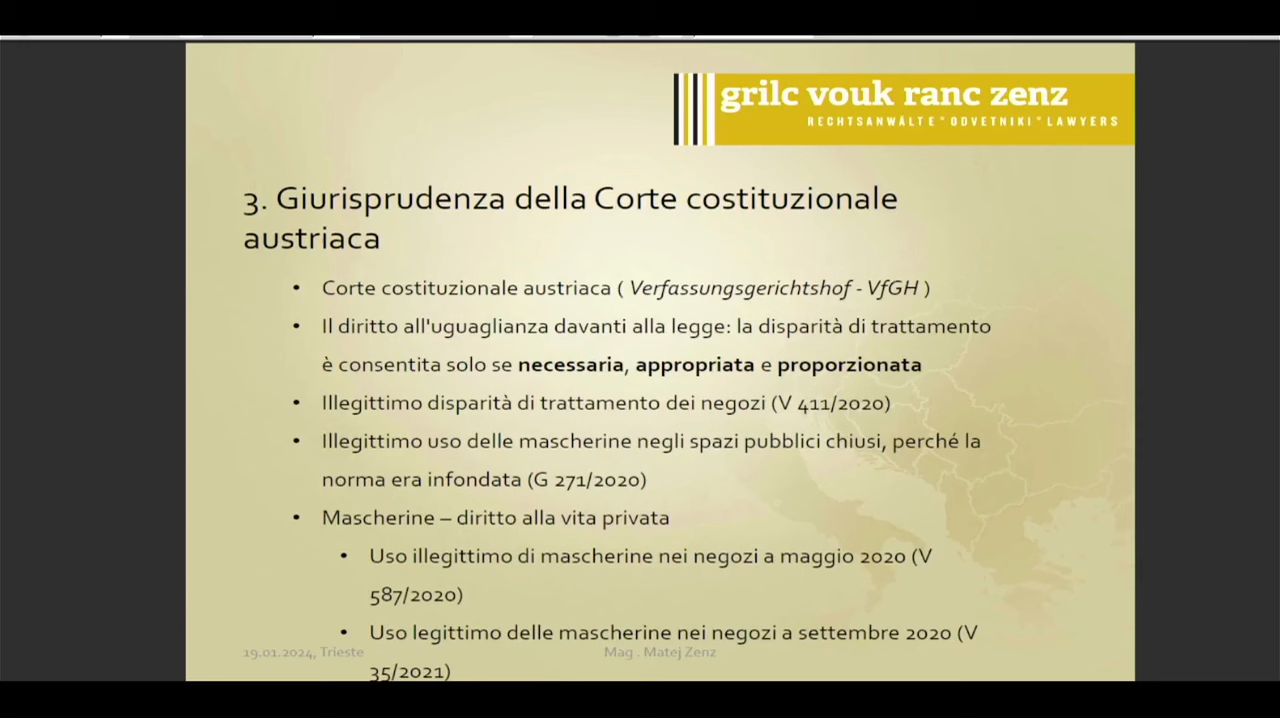 grilc vouk ranc zenz
RECHTSANWÄLTE * ODVETNIKI * LAWYERS
3. Giurisprudenza della Corte costituzionale
austriaca
• Corte costituzionale austriaca ( Verfassungsgerichtshof - VfGH )
• Il diritto all'uguaglianza davanti alla legge: la disparità di trattamento
è consentita solo se necessaria, appropriata e proporzionata
• Illegittimo disparità di trattamento dei negozi (V 411/2020)
• Illegittimo uso delle mascherine negli spazi pubblici chiusi, perché la
norma era infondata (G 271/2020)
• Mascherine – diritto alla vita privata
• Uso illegittimo di mascherine nei negozi a maggio 2020 (V
587/2020)
• Uso legittimo delle mascherine nei negozi a settembre 2020 (V
35/2021)
19.01.2024, Trieste
Mag . Matej Zenz